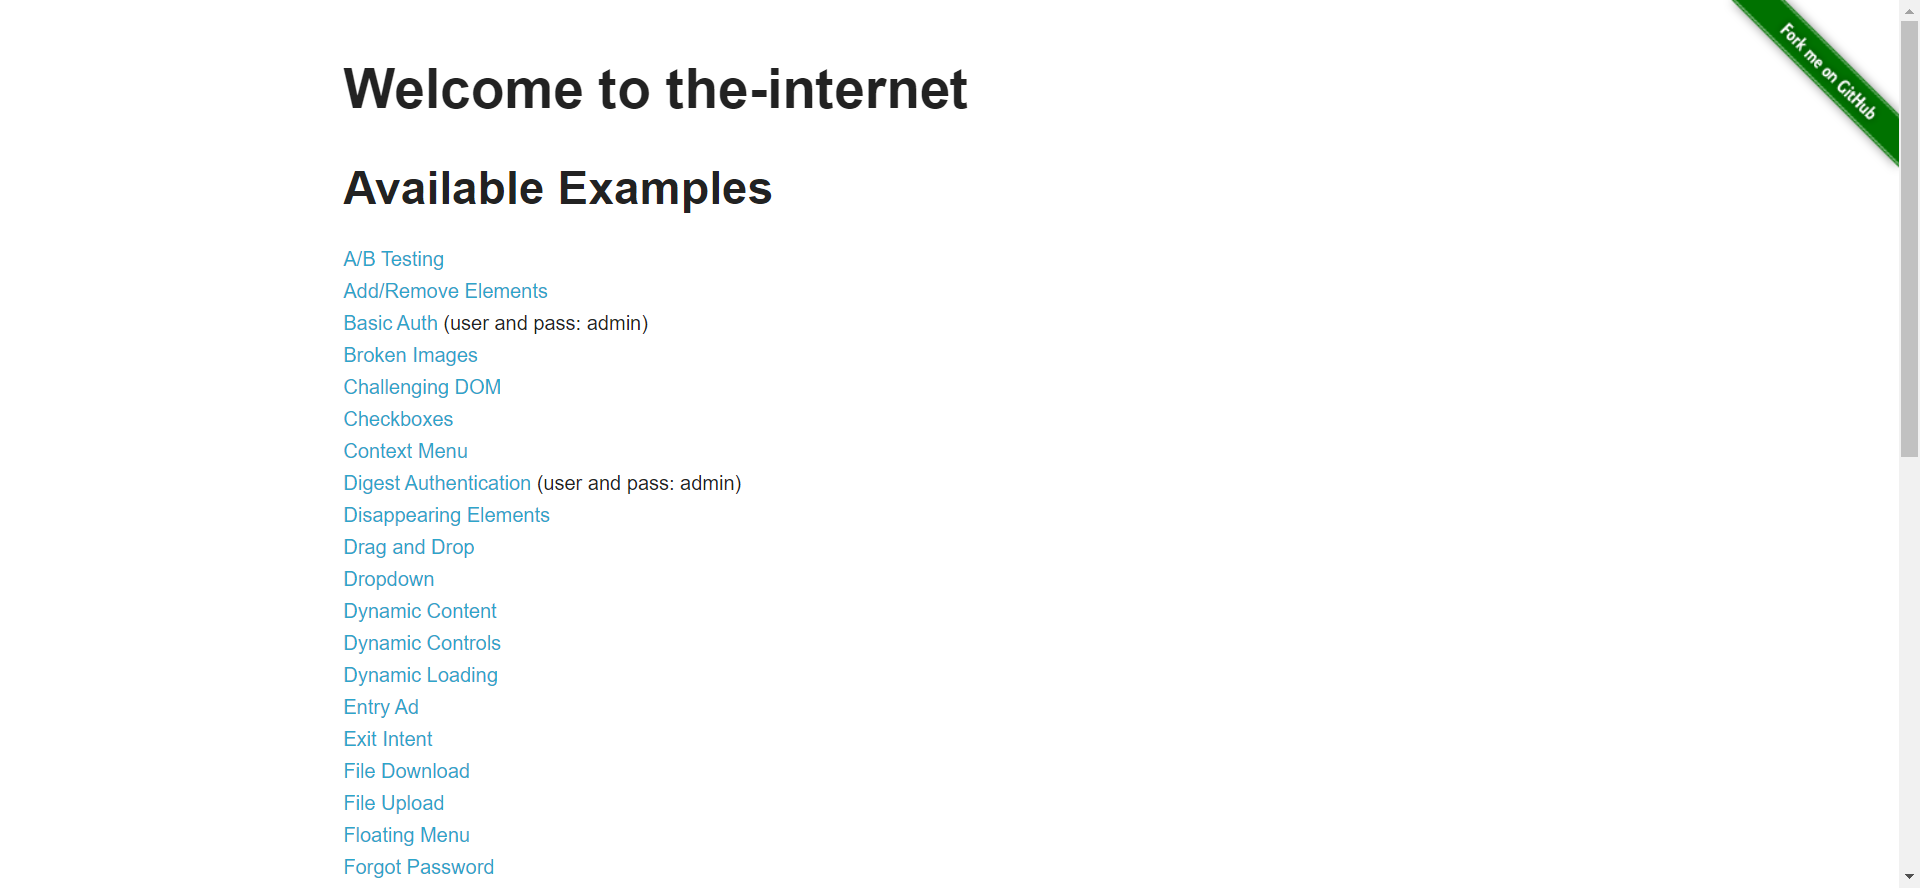 Fork me on GitHub
Welcome to the-internet
Available Examples
A/B Testing
Add/Remove Elements
Basic Auth (user and pass: admin)
Broken Images
Challenging DOM
Checkboxes
Context Menu
Digest Authentication (user and pass: admin)
Disappearing Elements
Drag and Drop
Dropdown
Dynamic Content
Dynamic Controls
Dynamic Loading
Entry Ad
Exit Intent
File Download
File Upload
Floating Menu
Forgot Password